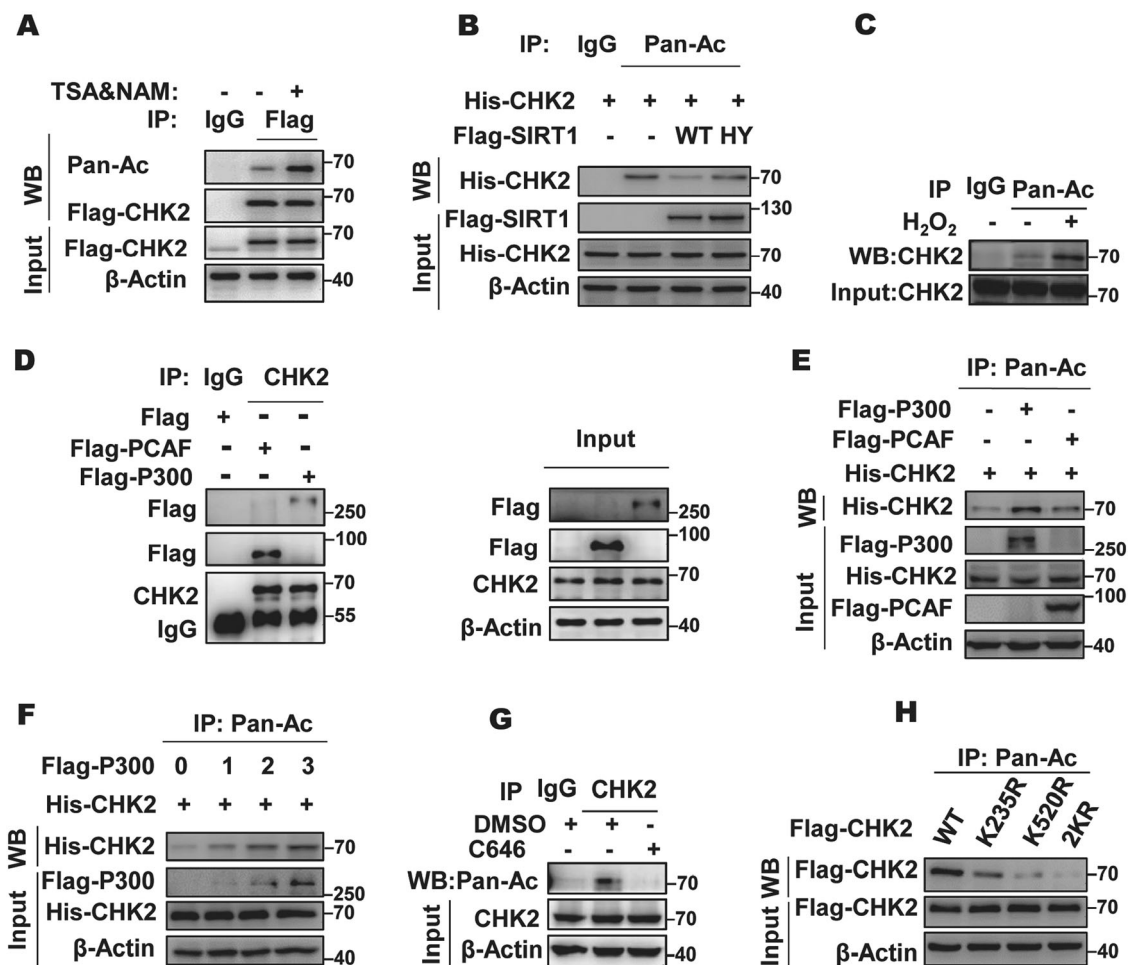 A
TSA&NAM: - - +
IP: IgG Flag
WB
Pan-Ac -70
Flag-CHK2 -70
Input
Flag-CHK2 -70
β-Actin -40
B
IP: IgG Pan-Ac
His-CHK2 + + + +
Flag-SIRT1 - - WT HY
WB
His-CHK2 -70
Input
Flag-SIRT1 -130
His-CHK2 -70
β-Actin -40
C
IP IgG Pan-Ac
H₂O₂ - - +
WB:CHK2 -70
Input:CHK2 -70
D
IP: IgG CHK2
Flag + - -
Flag-PCAF - + -
Flag-P300 - - +
Flag -250
Flag -100
CHK2 -70
IgG -55
Input
Flag -250
Flag -100
CHK2 -70
β-Actin -40
E
IP: Pan-Ac
Flag-P300 - + -
Flag-PCAF - - +
His-CHK2 + + +
WB
His-CHK2 -70
Input
Flag-P300 -250
His-CHK2 -70
Flag-PCAF -100
β-Actin -40
F
IP: Pan-Ac
Flag-P300 0 1 2 3
His-CHK2 + + + +
WB
His-CHK2 -70
Input
Flag-P300 -250
His-CHK2 -70
β-Actin -40
G
IP IgG CHK2
DMSO + + -
C646 - - +
WB:Pan-Ac -70
Input
CHK2 -70
β-Actin -40
H
IP: Pan-Ac
Flag-CHK2 WT K235R K520R 2KR
WB
Flag-CHK2 -70
Input
Flag-CHK2 -70
β-Actin -40